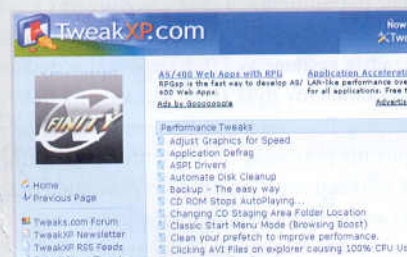 TweakXP.com
Now
AS/400 Web Apps with RPG
RPGsp is the fast way to develop AS/
400 Web Apps.
Ads by Goooooogle
Application Accelerati
LAN-like performance ove
for all applications. Free t
Advertis
FINITY
Home
Previous Page
Tweaks.com Forum
TweakXP Newsletter
TweakXP RSS Feeds
Performance Tweaks
Adjust Graphics for Speed
Application Defrag
ASPI Drivers
Automate Disk Cleanup
Backup - The easy way
CD ROM Stops AutoPlaying...
Changing CD Staging Area Folder Location
Classic Start Menu Mode (Browsing Boost)
Clean your prefetch to improve performance.
Clicking AVI Files on explorer causing 100% CPU Us